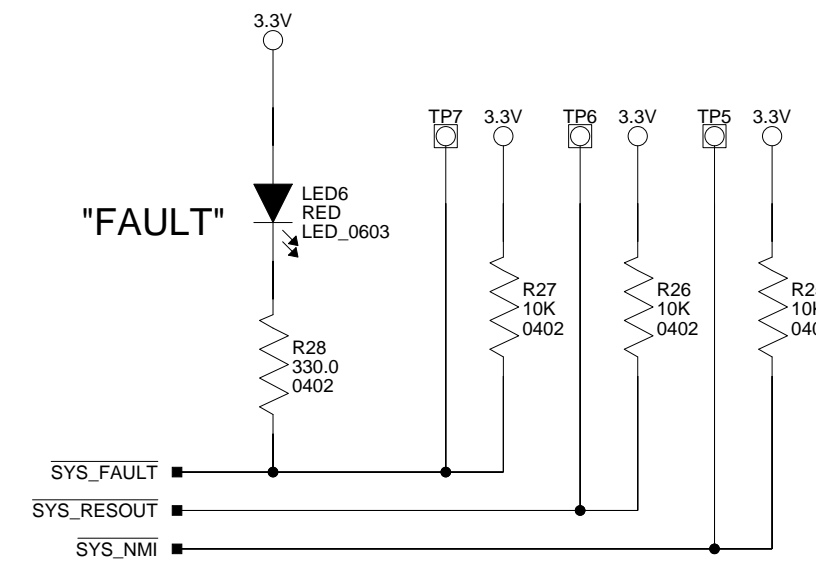 3.3V
TP7
3.3V
TP6
3.3V
TP5
3.3V
"FAULT"
LED6
RED
LED_0603
R27
10K
0402
R26
10K
0402
R28
330.0
0402
SYS_FAULT
SYS_RESOUT
SYS_NMI